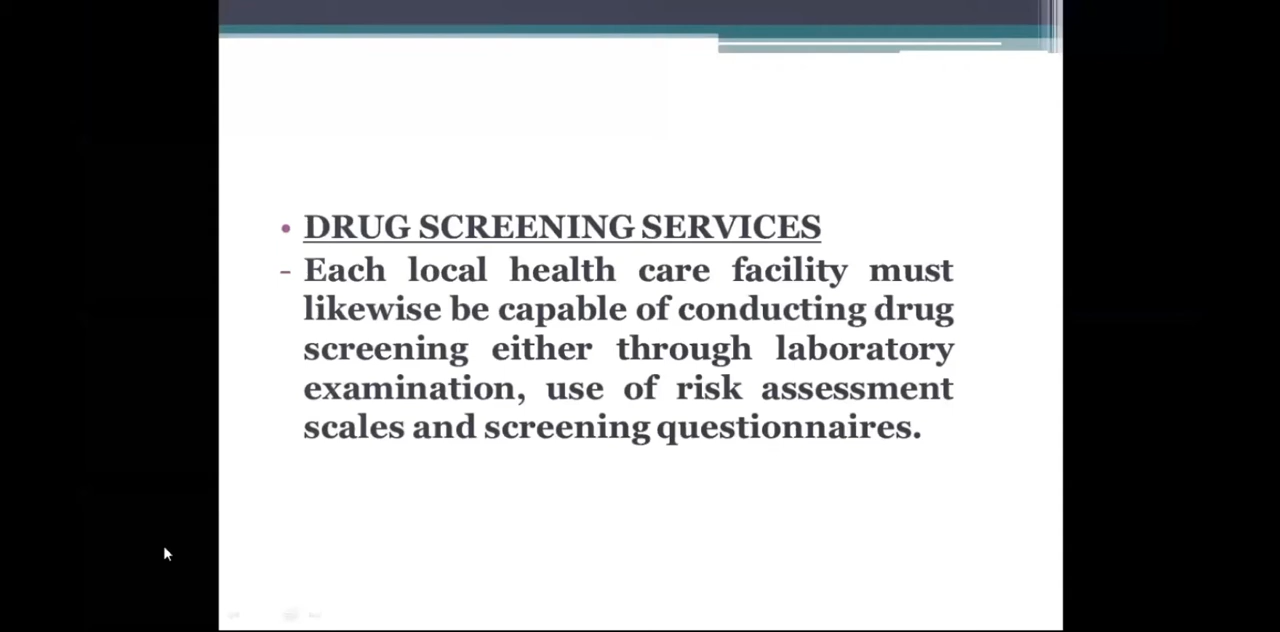 • DRUG SCREENING SERVICES
- Each local health care facility must
likewise be capable of conducting drug
screening either through laboratory
examination, use of risk assessment
scales and screening questionnaires.